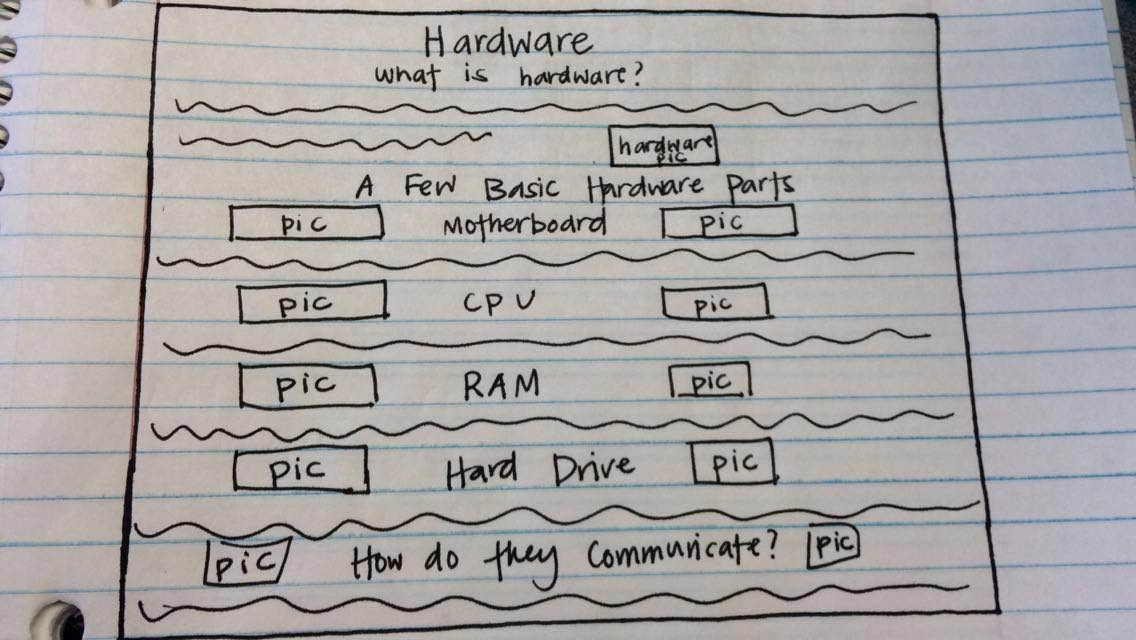 Hardware
what is hardware?
hardware
pic
A Few Basic Hardware Parts
pic Motherboard pic
pic CPU pic
pic RAM pic
pic Hard Drive pic
pic How do they communicate? pic